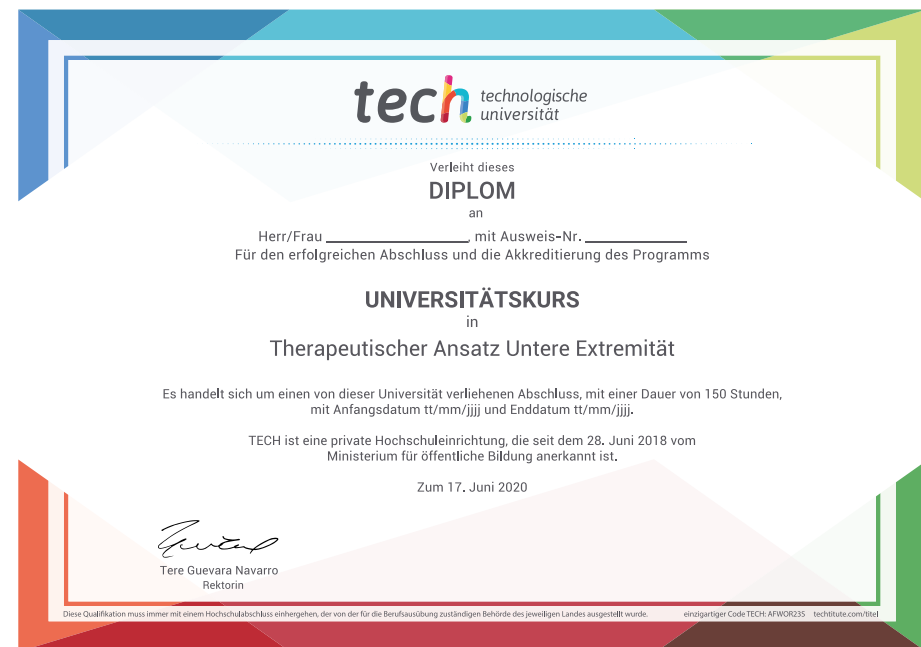 tech technologische
universität
Verleiht dieses
DIPLOM
an
Herr/Frau ____________________, mit Ausweis-Nr. ______________
Für den erfolgreichen Abschluss und die Akkreditierung des Programms
UNIVERSITÄTSKURS
in
Therapeutischer Ansatz Untere Extremität
Es handelt sich um einen von dieser Universität verliehenen Abschluss, mit einer Dauer von 150 Stunden,
mit Anfangsdatum tt/mm/jjjj und Enddatum tt/mm/jjjj.
TECH ist eine private Hochschuleinrichtung, die seit dem 28. Juni 2018 vom
Ministerium für öffentliche Bildung anerkannt ist.
Zum 17. Juni 2020
Tere Guevara Navarro
Rektorin
Diese Qualifikation muss immer mit einem Hochschulabschluss einhergehen, der von der für die Berufsausübung zuständigen Behörde des jeweiligen Landes ausgestellt wurde. einzigartiger Code TECH: AFWOR23S techtitute.com/titel